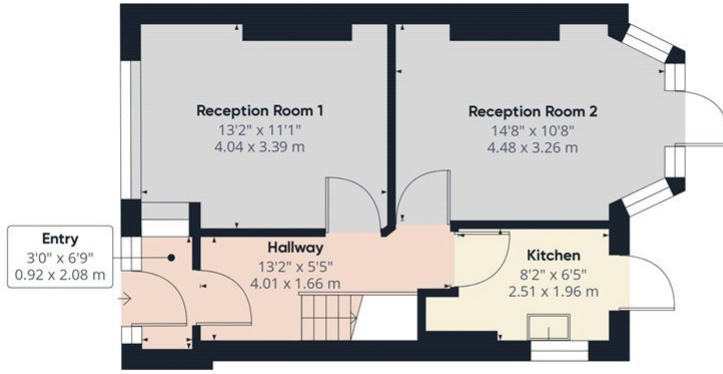 Reception Room 1
13'2" x 11'1"
4.04 x 3.39 m
Reception Room 2
14'8" x 10'8"
4.48 x 3.26 m
Entry
3'0" x 6'9"
0.92 x 2.08 m
Hallway
13'2" x 5'5"
4.01 x 1.66 m
Kitchen
8'2" x 6'5"
2.51 x 1.96 m